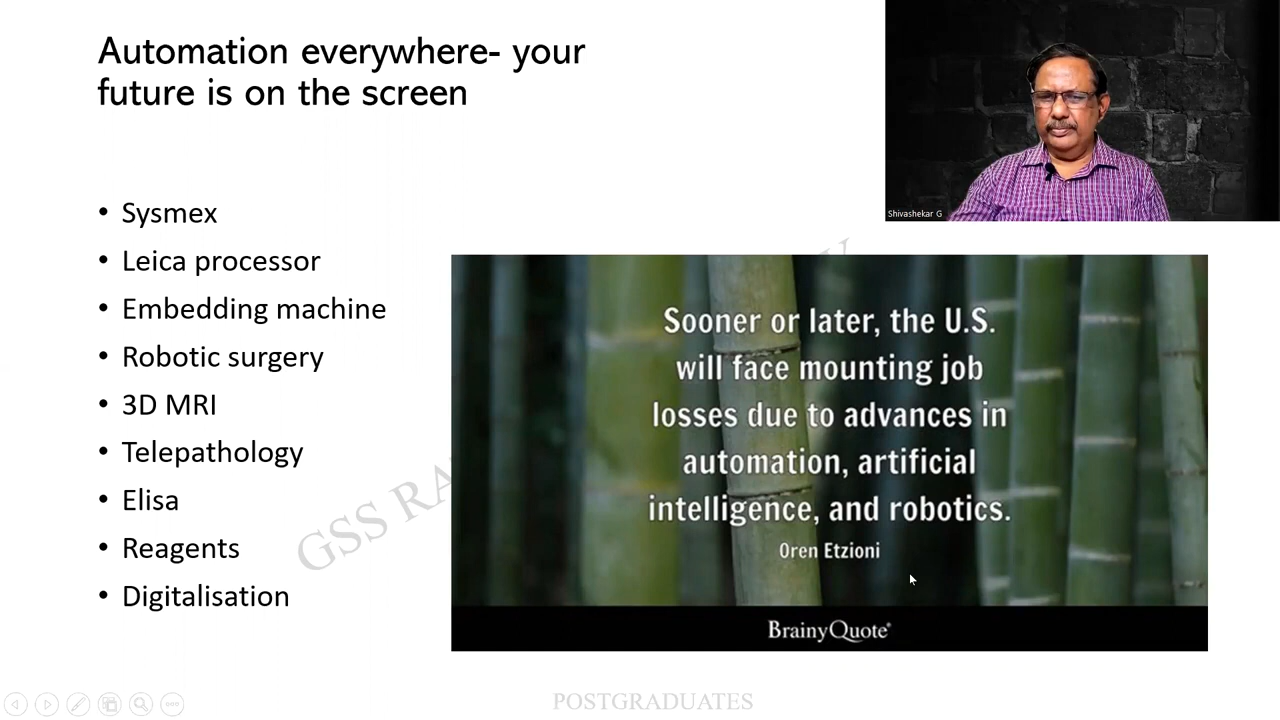 Automation everywhere- your
future is on the screen
Shivashekar G
• Sysmex
• Leica processor
• Embedding machine
• Robotic surgery
• 3D MRI
• Telepathology
• Elisa
• Reagents
• Digitalisation
Sooner or later, the U.S.
will face mounting job
losses due to advances in
automation, artificial
intelligence, and robotics.
Oren Etzioni
BrainyQuote®
GSS RA
Y
POSTGRADUATES